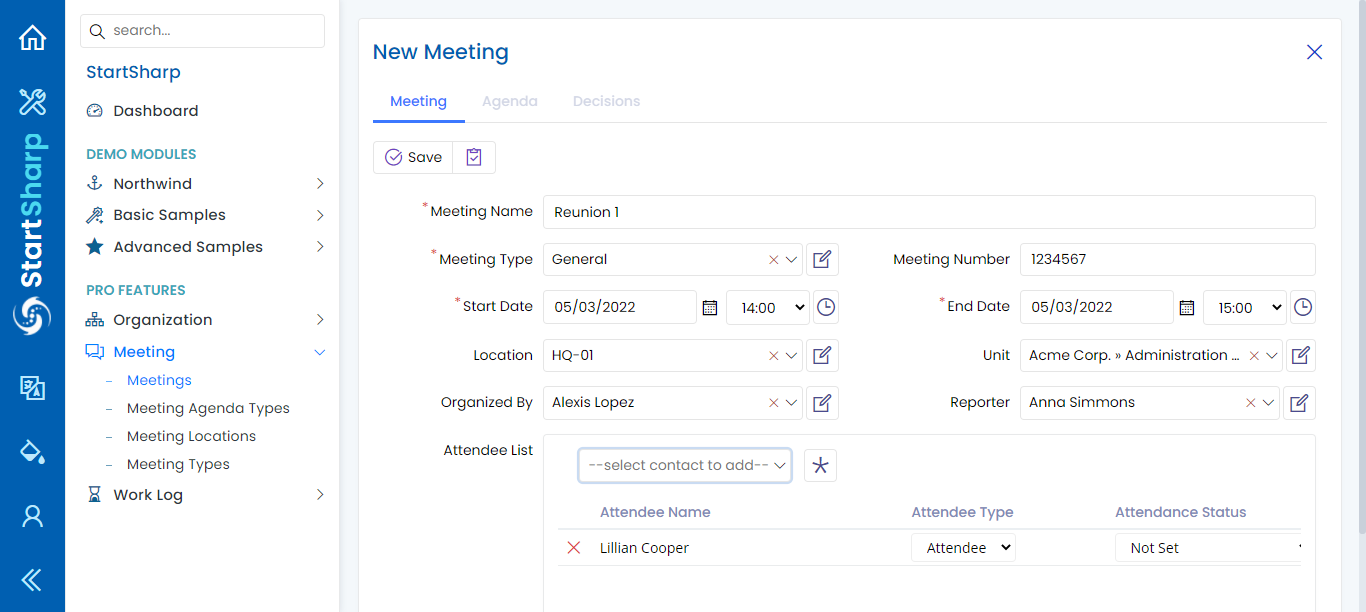 search...
StartSharp
StartSharp
Dashboard
DEMO MODULES
Northwind
Basic Samples
Advanced Samples
PRO FEATURES
Organization
Meeting
– Meetings
– Meeting Agenda Types
– Meeting Locations
– Meeting Types
Work Log
New Meeting
Meeting Agenda Decisions
Save
*Meeting Name Reunion 1
*Meeting Type General Meeting Number 1234567
*Start Date 05/03/2022 14:00 *End Date 05/03/2022 15:00
Location HQ-01 Unit Acme Corp. » Administration ...
Organized By Alexis Lopez Reporter Anna Simmons
Attendee List --select contact to add--
Attendee Name Attendee Type Attendance Status
Lillian Cooper Attendee Not Set